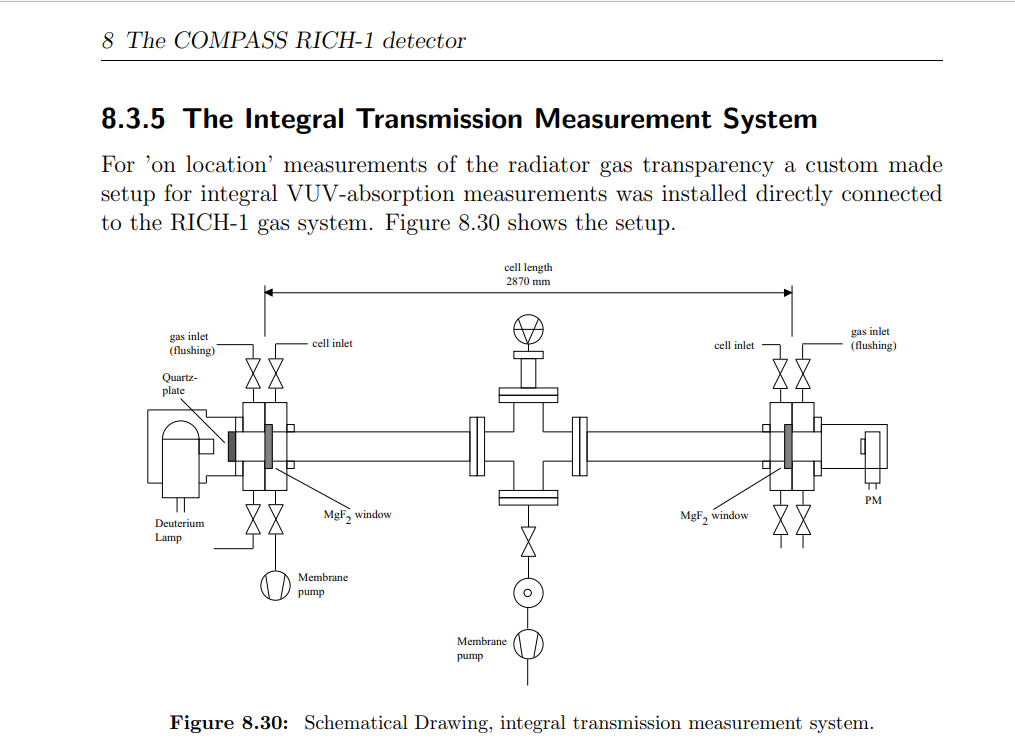 8 The COMPASS RICH-1 detector
8.3.5 The Integral Transmission Measurement System
For 'on location' measurements of the radiator gas transparency a custom made
setup for integral VUV-absorption measurements was installed directly connected
to the RICH-1 gas system. Figure 8.30 shows the setup.
cell length
2870 mm
gas inlet
(flushing)
cell inlet
cell inlet
gas inlet
(flushing)
Quartz-
plate
MgF2 window
MgF2 window
PM
Deuterium
Lamp
Membrane
pump
Membrane
pump
Figure 8.30: Schematical Drawing, integral transmission measurement system.